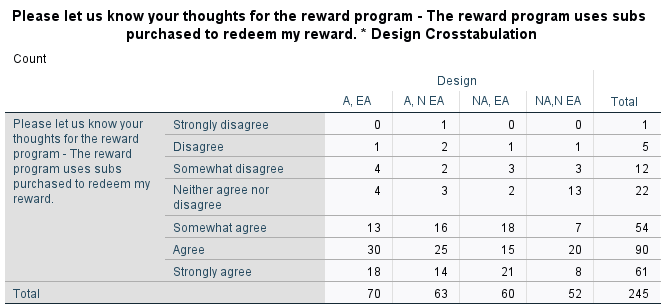 Please let us know your thoughts for the reward program - The reward program uses subs
purchased to redeem my reward. * Design Crosstabulation
Count
Design
A, EA A, N EA NA, EA NA,N EA Total
Please let us know your thoughts for the reward program - The reward program uses subs purchased to redeem my reward.
Strongly disagree 0 1 0 0 1
Disagree 1 2 1 1 5
Somewhat disagree 4 2 3 3 12
Neither agree nor disagree 4 3 2 13 22
Somewhat agree 13 16 18 7 54
Agree 30 25 15 20 90
Strongly agree 18 14 21 8 61
Total 70 63 60 52 245